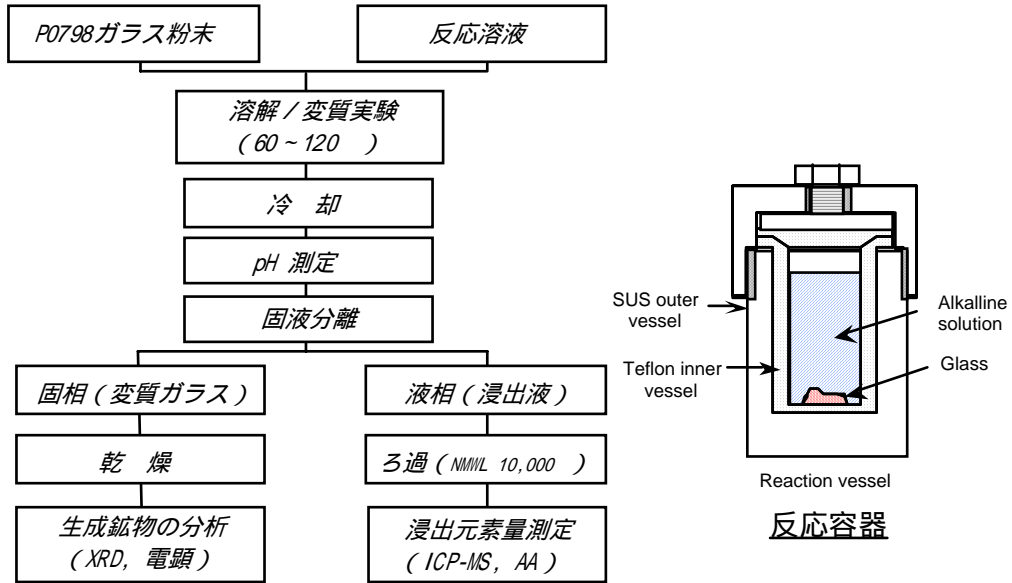 P0798ガラス粉末
反応溶液
溶解 / 変質実験
( 60 ~ 120 )
冷 却
pH 測定
固液分離
固相 ( 変質ガラス )
液相 ( 浸出液 )
乾 燥
ろ過 ( NMWL 10,000 )
生成鉱物の分析
( XRD, 電顕 )
浸出元素量測定
( ICP-MS, AA )
SUS outer
vessel
Teflon inner
vessel
Alkalline
solution
Glass
Reaction vessel
反応容器